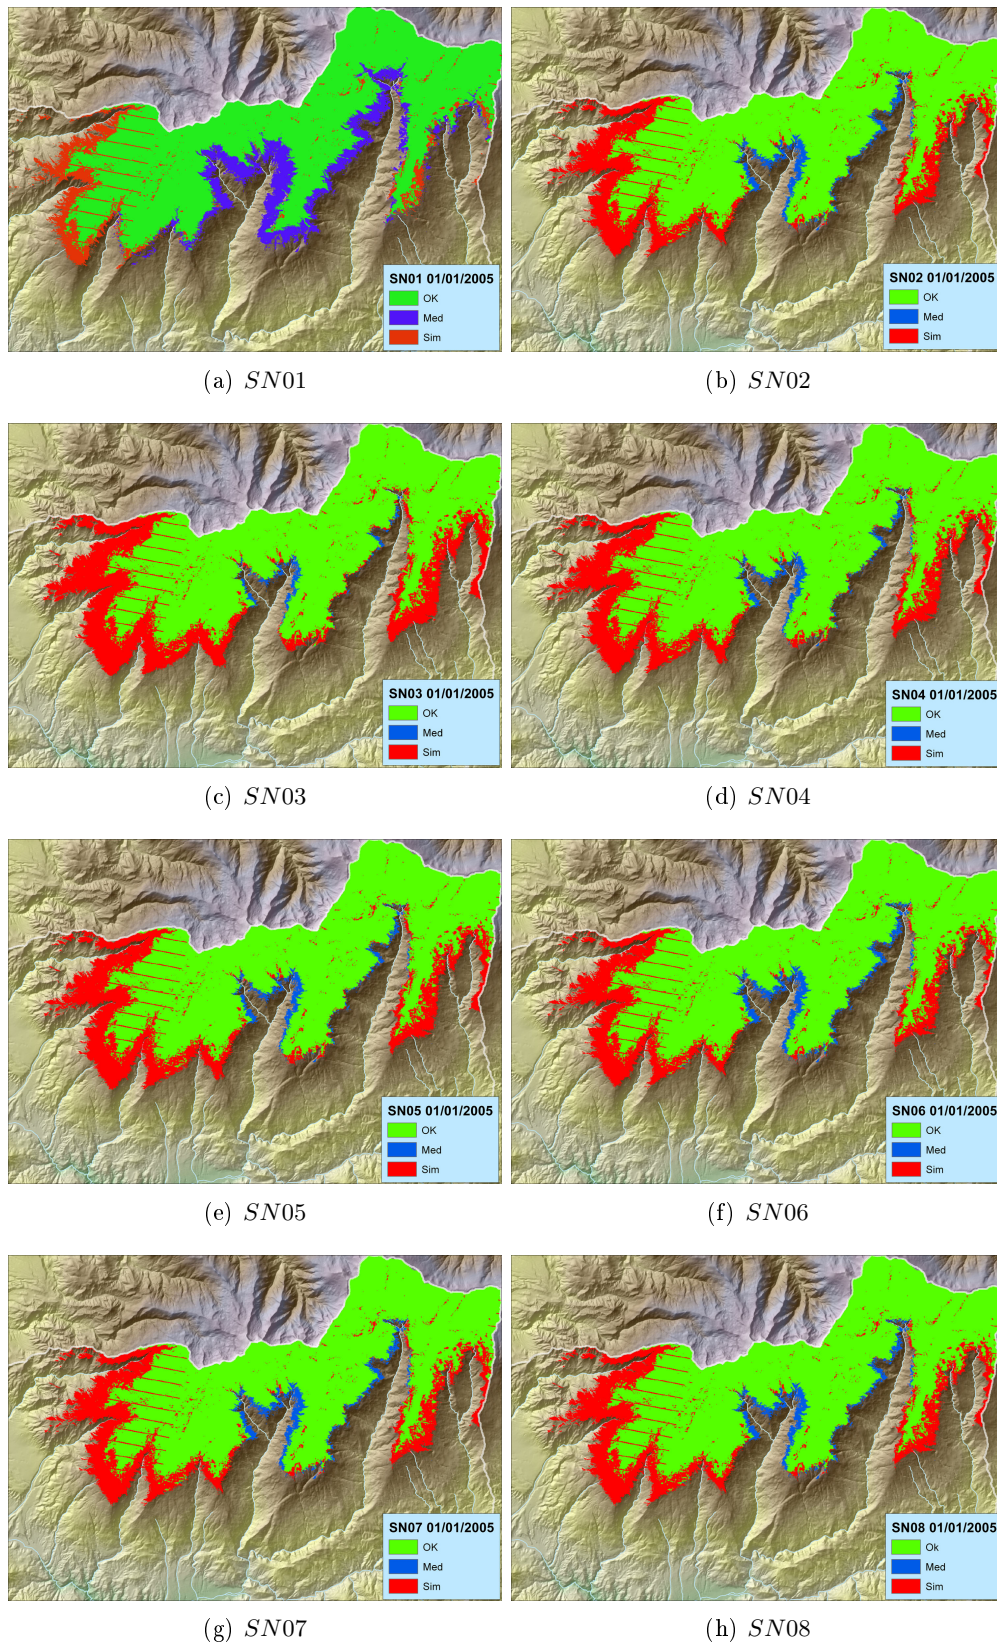 SN01 01/01/2005
OK
Med
Sim
(a) SN01
SN02 01/01/2005
OK
Med
Sim
(b) SN02
SN03 01/01/2005
OK
Med
Sim
(c) SN03
SN04 01/01/2005
OK
Med
Sim
(d) SN04
SN05 01/01/2005
OK
Med
Sim
(e) SN05
SN06 01/01/2005
OK
Med
Sim
(f) SN06
SN07 01/01/2005
OK
Med
Sim
(g) SN07
SN08 01/01/2005
Ok
Med
Sim
(h) SN08